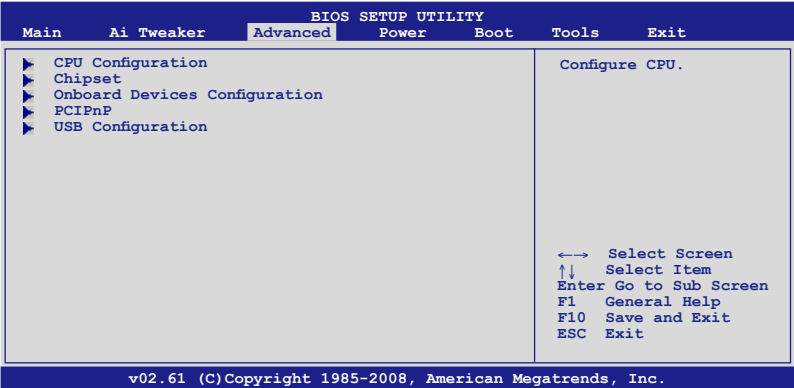 BIOS SETUP UTILITY
Main Ai Tweaker Advanced Power Boot Tools Exit
CPU Configuration
Chipset
Onboard Devices Configuration
PCIPnP
USB Configuration
Configure CPU.
←→ Select Screen
↑↓ Select Item
Enter Go to Sub Screen
F1 General Help
F10 Save and Exit
ESC Exit
v02.61 (C)Copyright 1985-2008, American Megatrends, Inc.